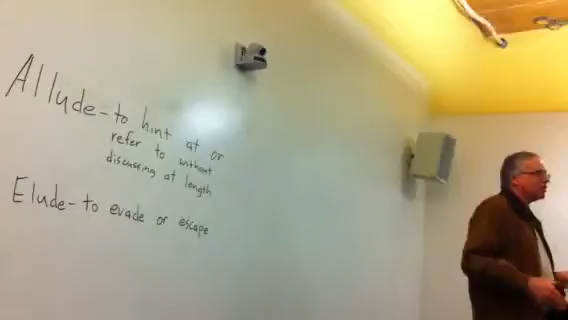 Allude- to hint at or
refer to without
discussing at length
Elude- to evade or escape